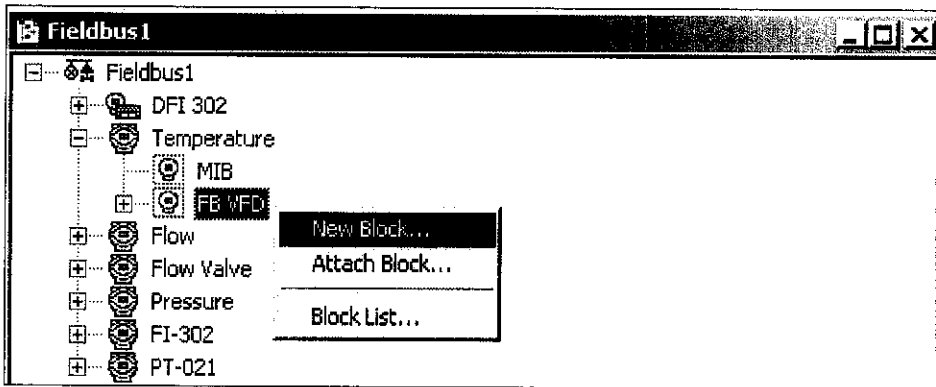 Fieldbus1
Fieldbus1
DFI 302
Temperature
MIB
FB VFD
New Block...
Flow
Attach Block...
Flow Valve
Pressure
Block List...
FI-302
PT-021